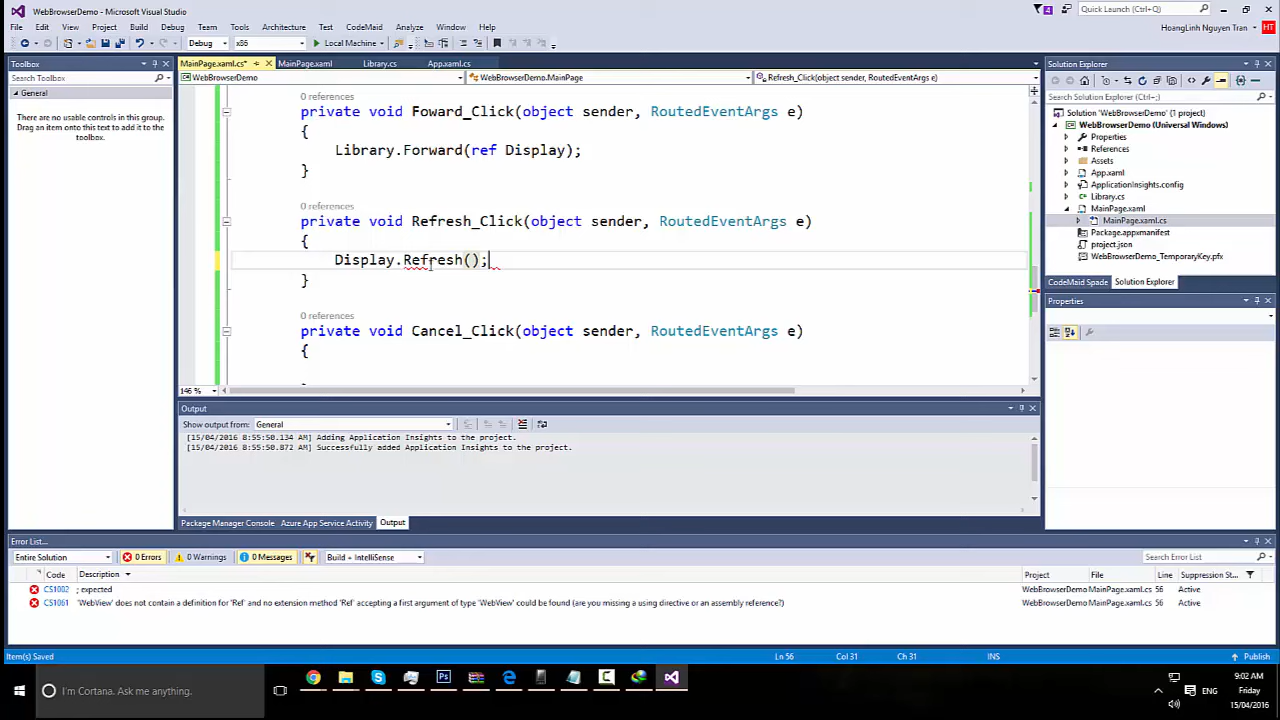 WebBrowserDemo - Microsoft Visual Studio
4
Quick Launch (Ctrl+Q)
File Edit View Project Build Debug Team Tools Architecture Test CodeMaid Analyze Window Help
HoangLinh Nguyen Tran HT
Debug x86 Local Machine
Toolbox
Search Toolbox
General
There are no usable controls in this group. Drag an item onto this text to add it to the toolbox.
MainPage.xaml.cs* MainPage.xaml Library.cs App.xaml.cs
WebBrowserDemo WebBrowserDemo.MainPage Refresh_Click(object sender, RoutedEventArgs e)
0 references
private void Foward_Click(object sender, RoutedEventArgs e)
{
Library.Forward(ref Display);
}
0 references
private void Refresh_Click(object sender, RoutedEventArgs e)
{
Display.Refresh();
}
0 references
private void Cancel_Click(object sender, RoutedEventArgs e)
{
146 %
Output
Show output from: General
[15/04/2016 8:55:50.134 AM] Adding Application Insights to the project.
[15/04/2016 8:55:50.872 AM] Successfully added Application Insights to the project.
Package Manager Console Azure App Service Activity Output
Solution Explorer
Search Solution Explorer (Ctrl+;)
Solution 'WebBrowserDemo' (1 project)
WebBrowserDemo (Universal Windows)
Properties
References
Assets
App.xaml
ApplicationInsights.config
Library.cs
MainPage.xaml
MainPage.xaml.cs
Package.appxmanifest
project.json
WebBrowserDemo_TemporaryKey.pfx
CodeMaid Spade Solution Explorer
Properties
Error List...
Entire Solution 0 Errors 0 Warnings 0 Messages Build + IntelliSense Search Error List
Code Description Project File Line Suppression St...
CS1002 ; expected WebBrowserDemo MainPage.xaml.cs 56 Active
CS1061 'WebView' does not contain a definition for 'Ref' and no extension method 'Ref' accepting a first argument of type 'WebView' could be found (are you missing a using directive or an assembly reference?) WebBrowserDemo MainPage.xaml.cs 56 Active
Item(s) Saved Ln 56 Col 31 Ch 31 INS Publish
I'm Cortana. Ask me anything.
Ps
ENG
9:02 AM
Friday
15/04/2016